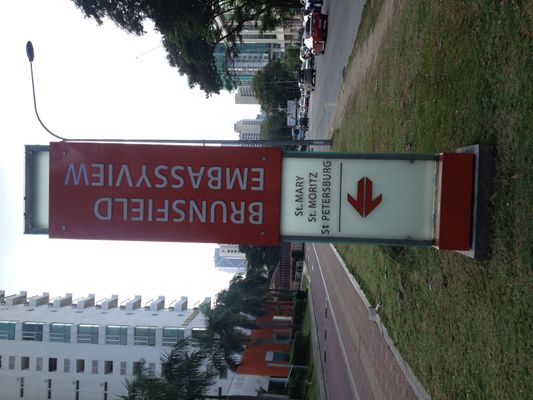 BRUNSFIELD
EMBASSYVIEW
St. MARY
St. MORITZ
St PETERSBURG